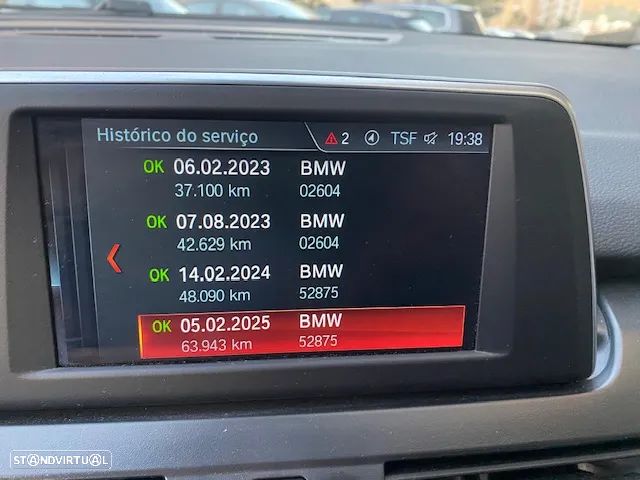 Histórico do serviço 2 TSF 19:38
OK 06.02.2023 BMW
37.100 km 02604
OK 07.08.2023 BMW
42.629 km 02604
OK 14.02.2024 BMW
48.090 km 52875
OK 05.02.2025 BMW
63.943 km 52875
STANDVIRTUAL